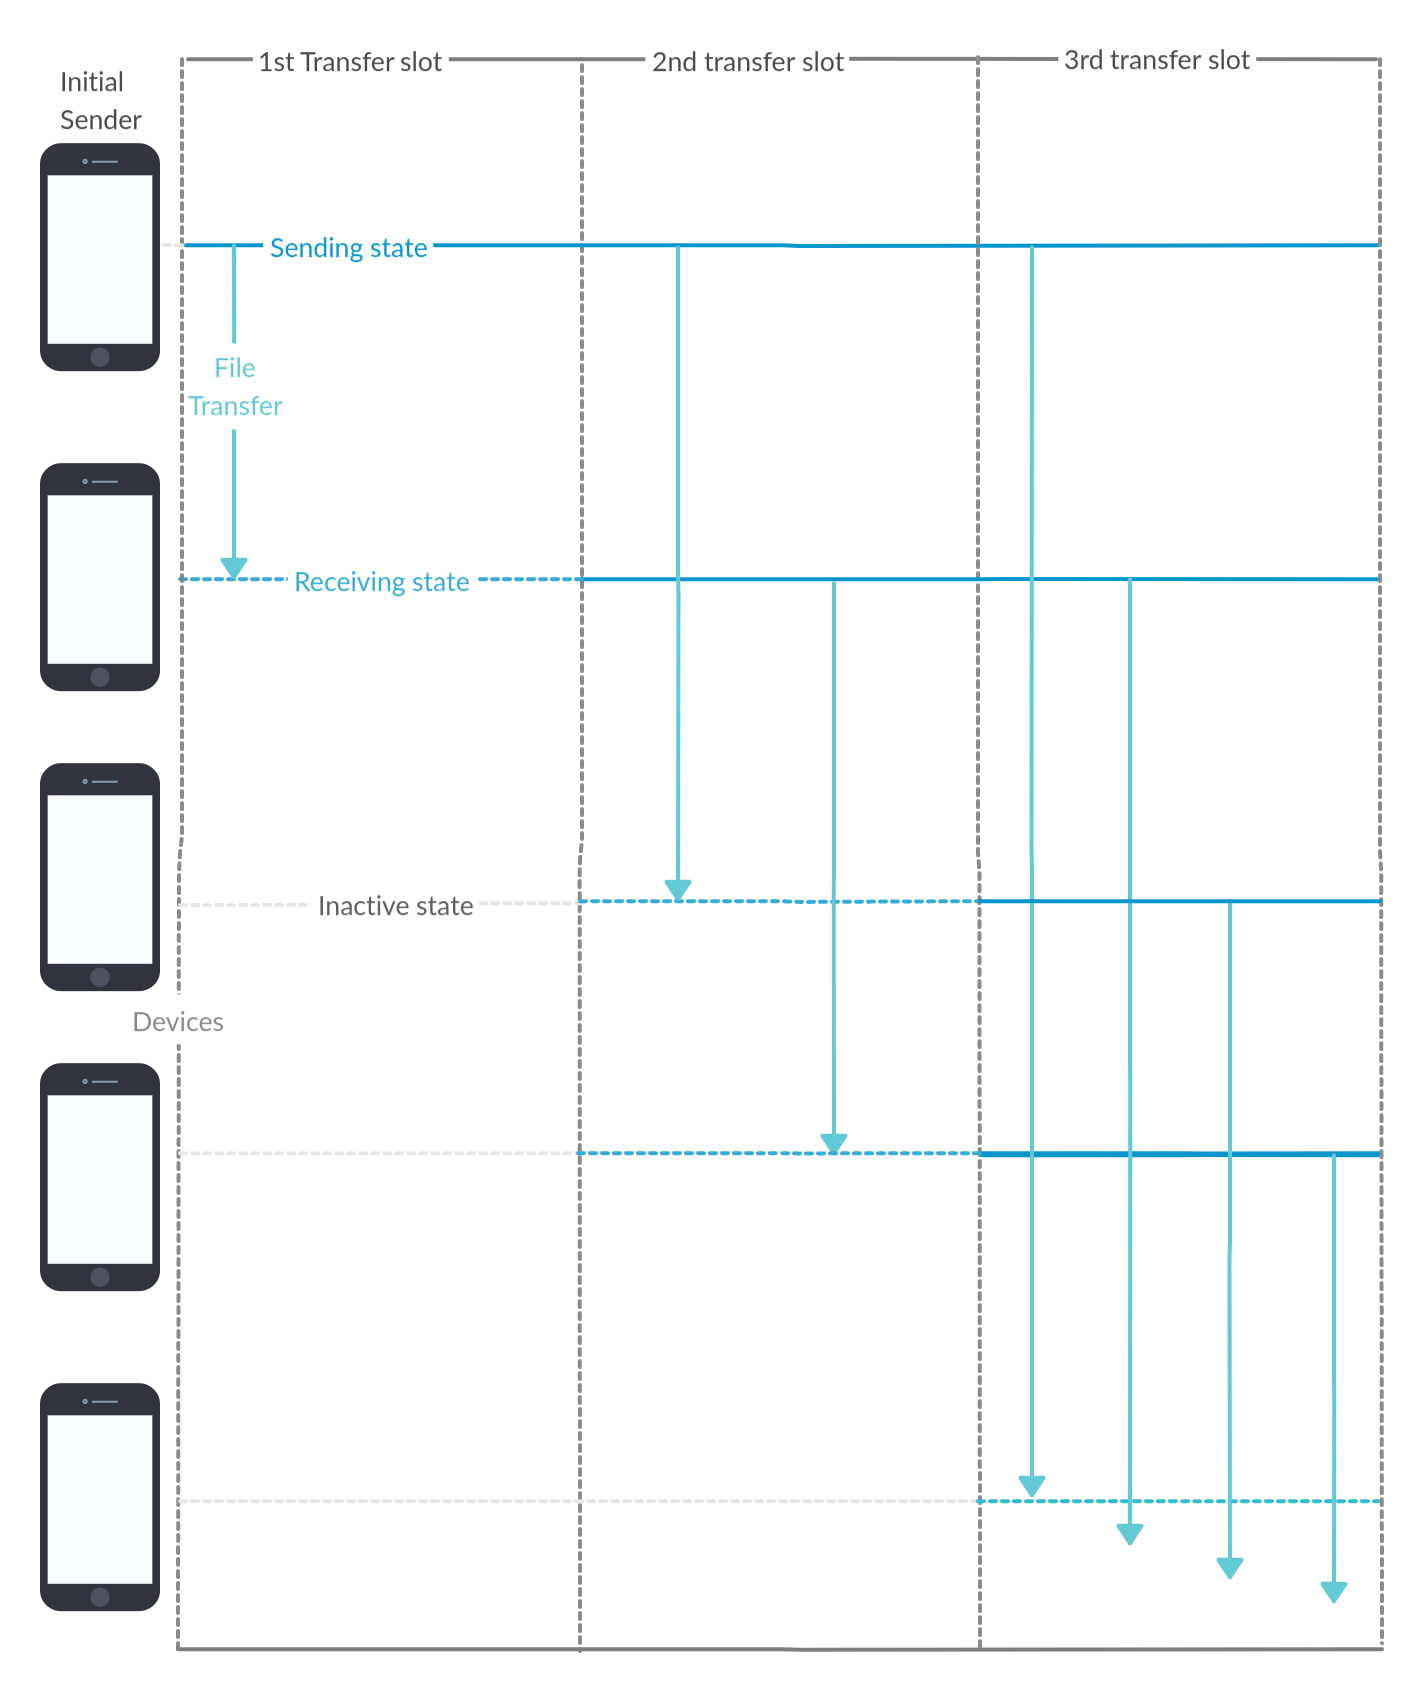 1st Transfer slot
2nd transfer slot
3rd transfer slot
Initial
Sender
Sending state
File
Transfer
Receiving state
Inactive state
Devices